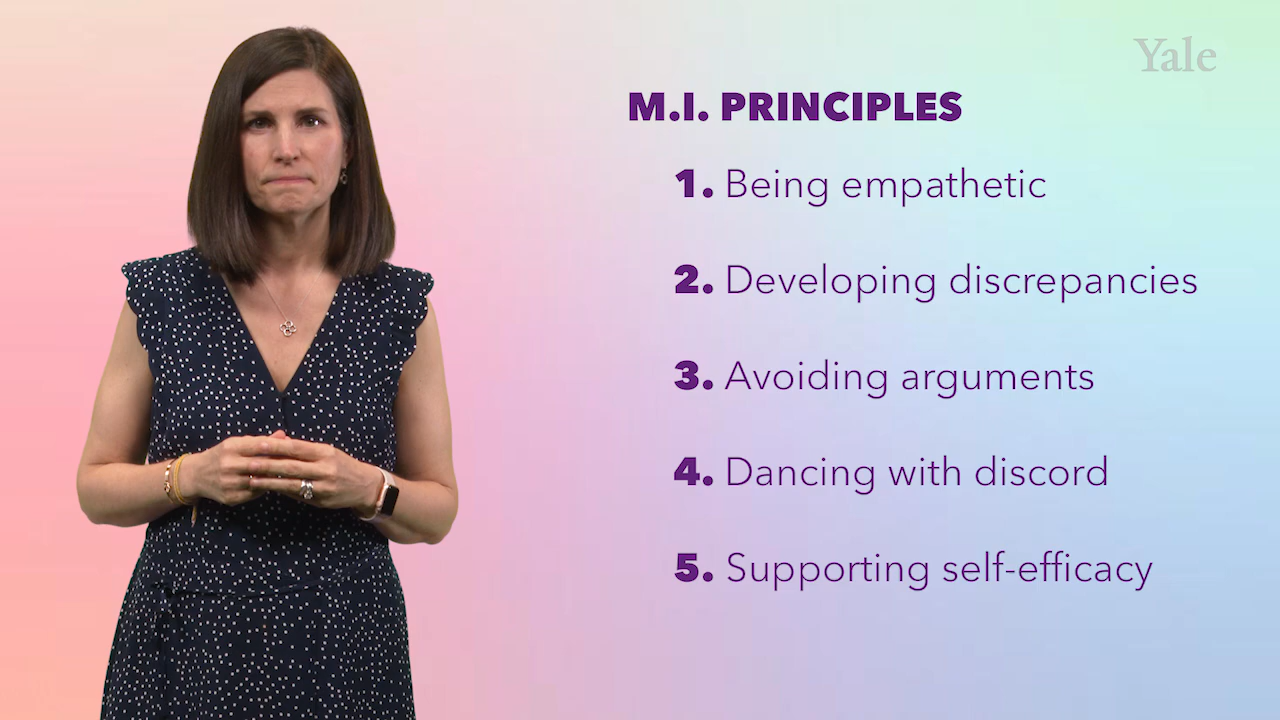 Yale
M.I. PRINCIPLES
1. Being empathetic
2. Developing discrepancies
3. Avoiding arguments
4. Dancing with discord
5. Supporting self-efficacy